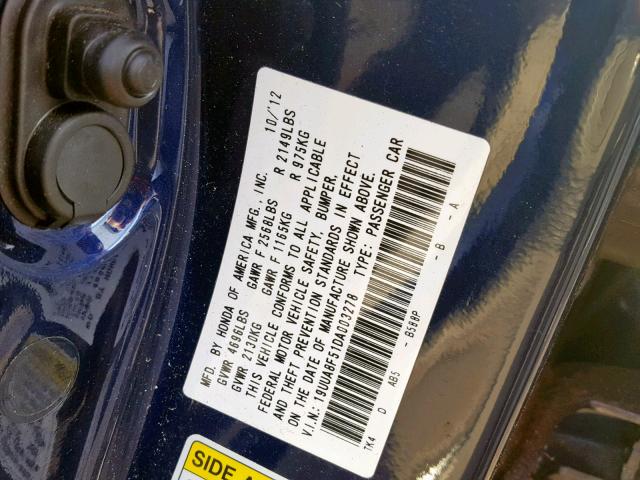 MFD. BY HONDA OF AMERICA MFG., INC. 10/'12
GVWR 4696LBS GAWR F 2568LBS R 2149LBS
GVWR 2130KG GAWR F 1165KG R 975KG
THIS VEHICLE CONFORMS TO ALL APPLICABLE
FEDERAL MOTOR VEHICLE SAFETY, BUMPER,
AND THEFT PREVENTION STANDARDS IN EFFECT
ON THE DATE OF MANUFACTURE SHOWN ABOVE.
V.I.N.: 19UUA8F51DA003278 TYPE: PASSENGER CAR
TK4 D AB5 - B588P - B - A
SIDE A